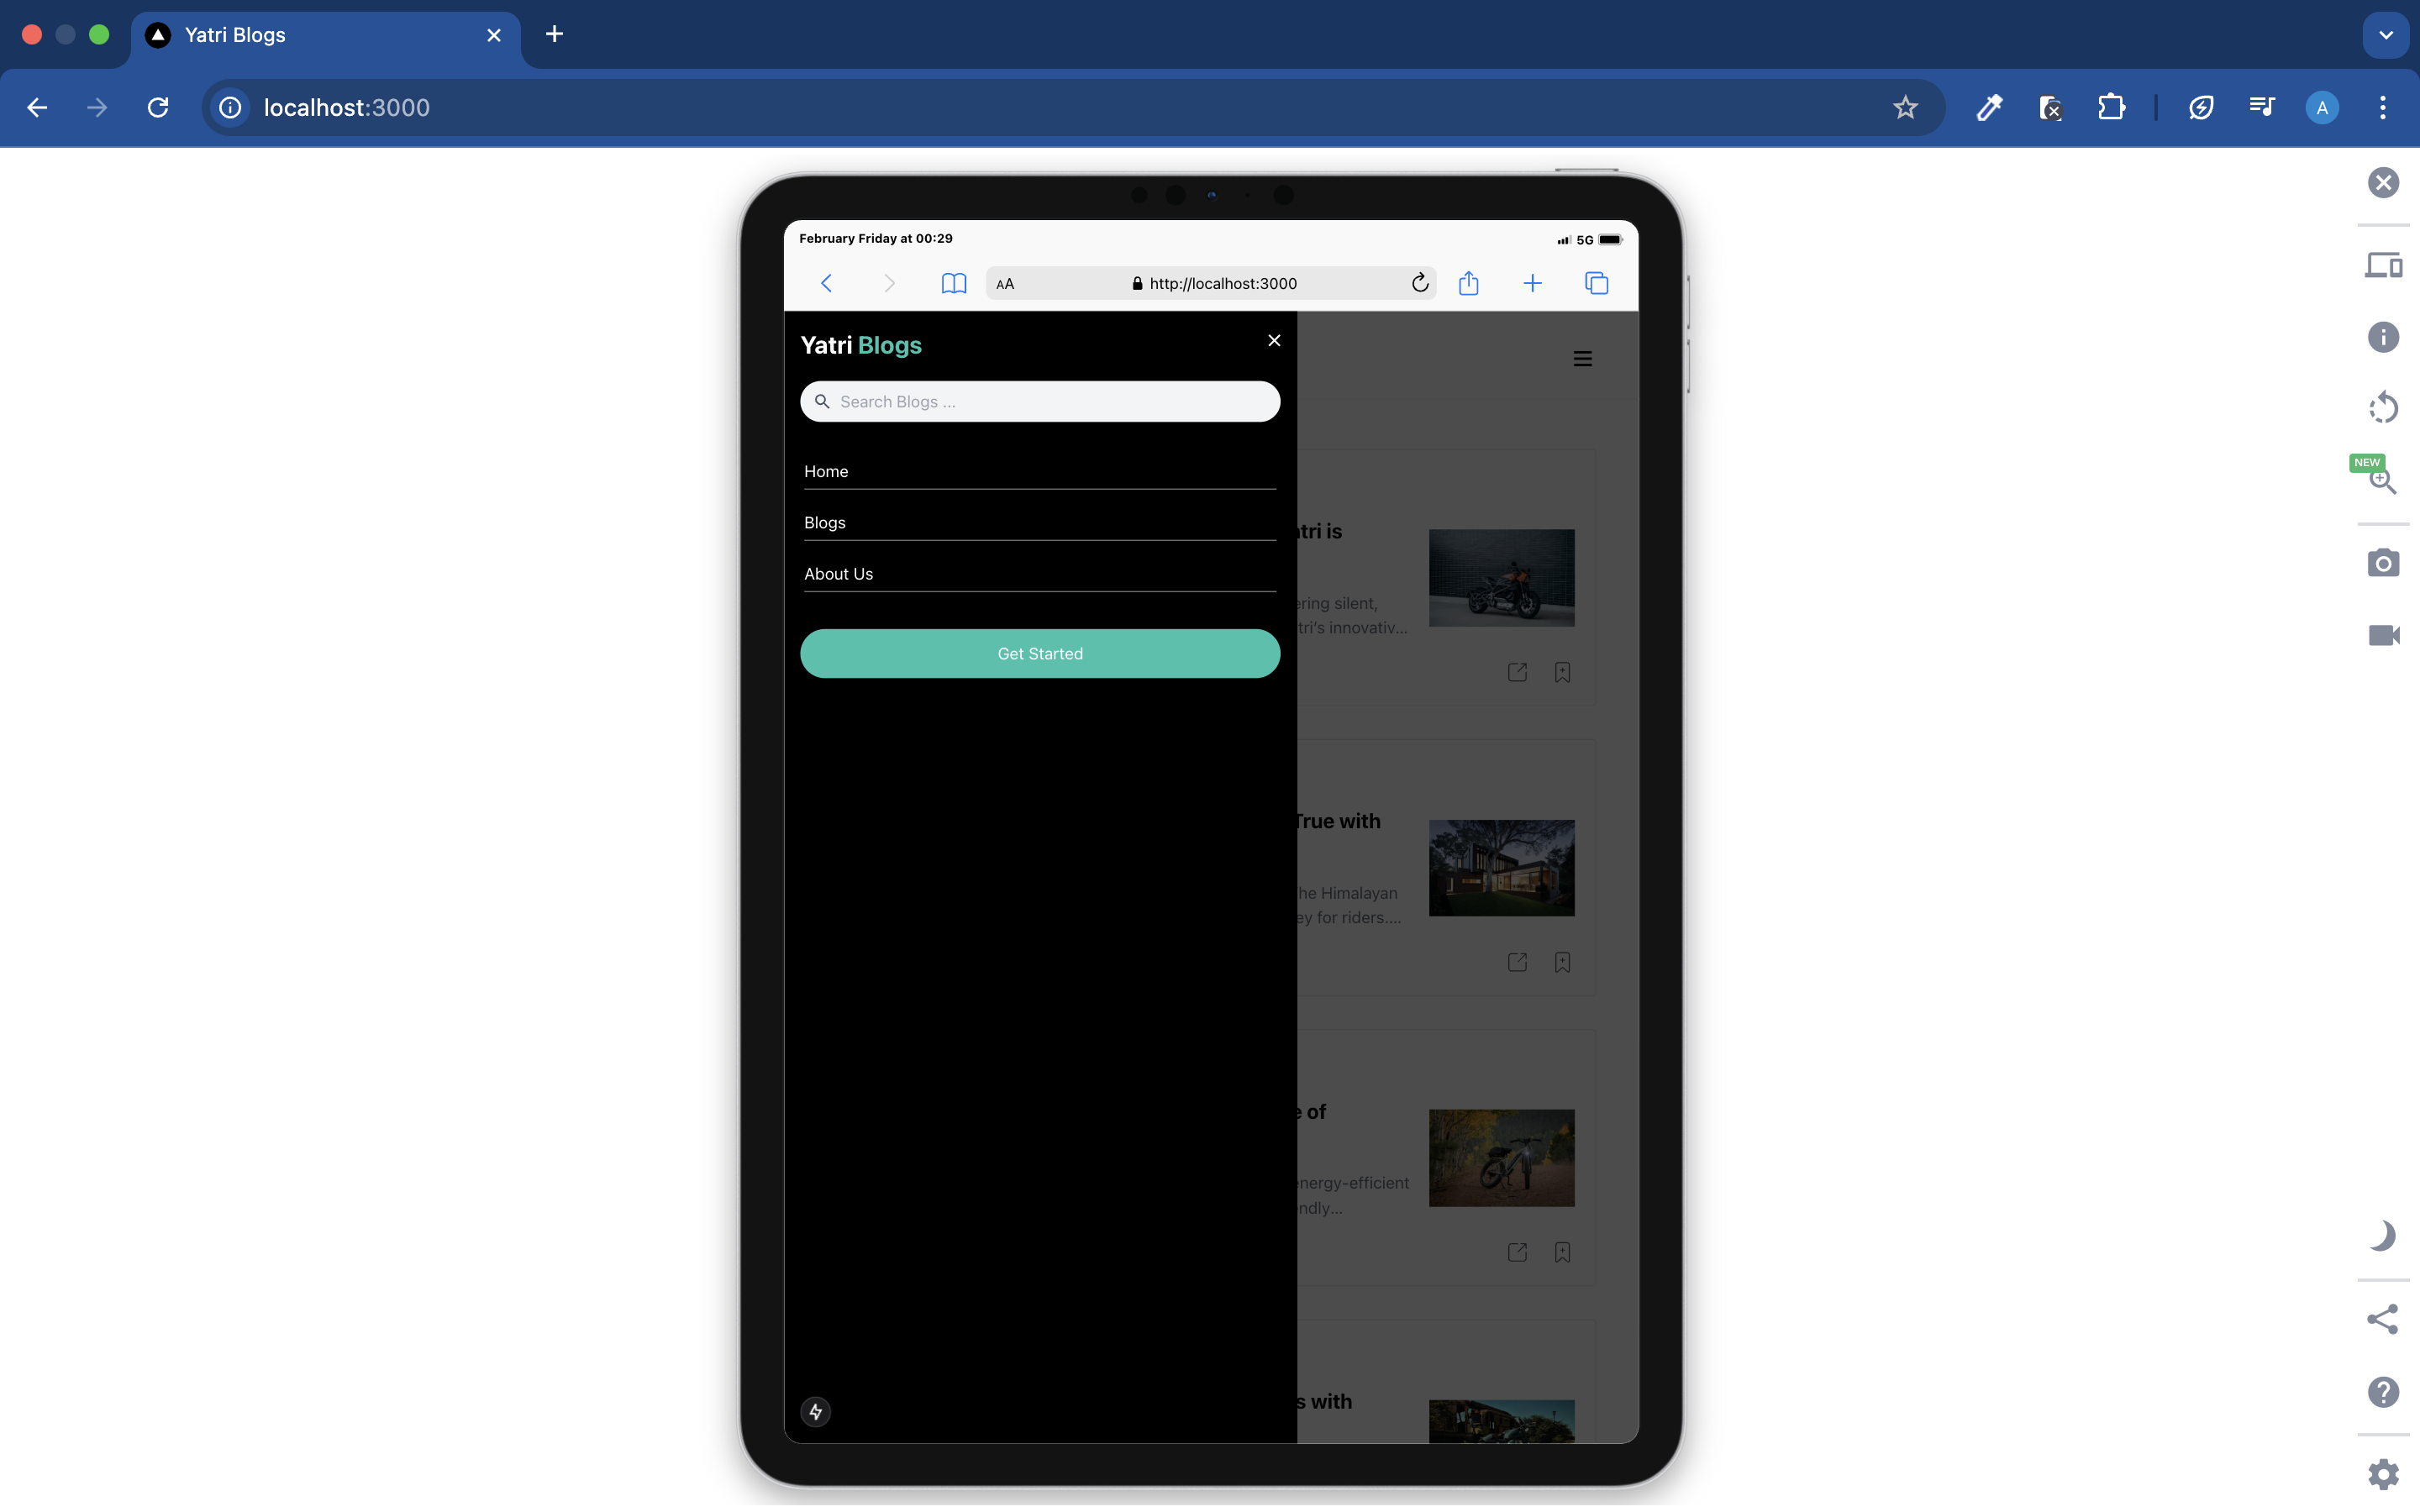 Yatri Blogs
localhost:3000
A
NEW
February Friday at 00:29
5G
AA
http://localhost:3000
Yatri Blogs
Search Blogs ...
Home
Blogs
About Us
Get Started
tri is
ering silent,
tri's innovativ...
True with
he Himalayan
ey for riders....
e of
energy-efficient
ndly...
s with